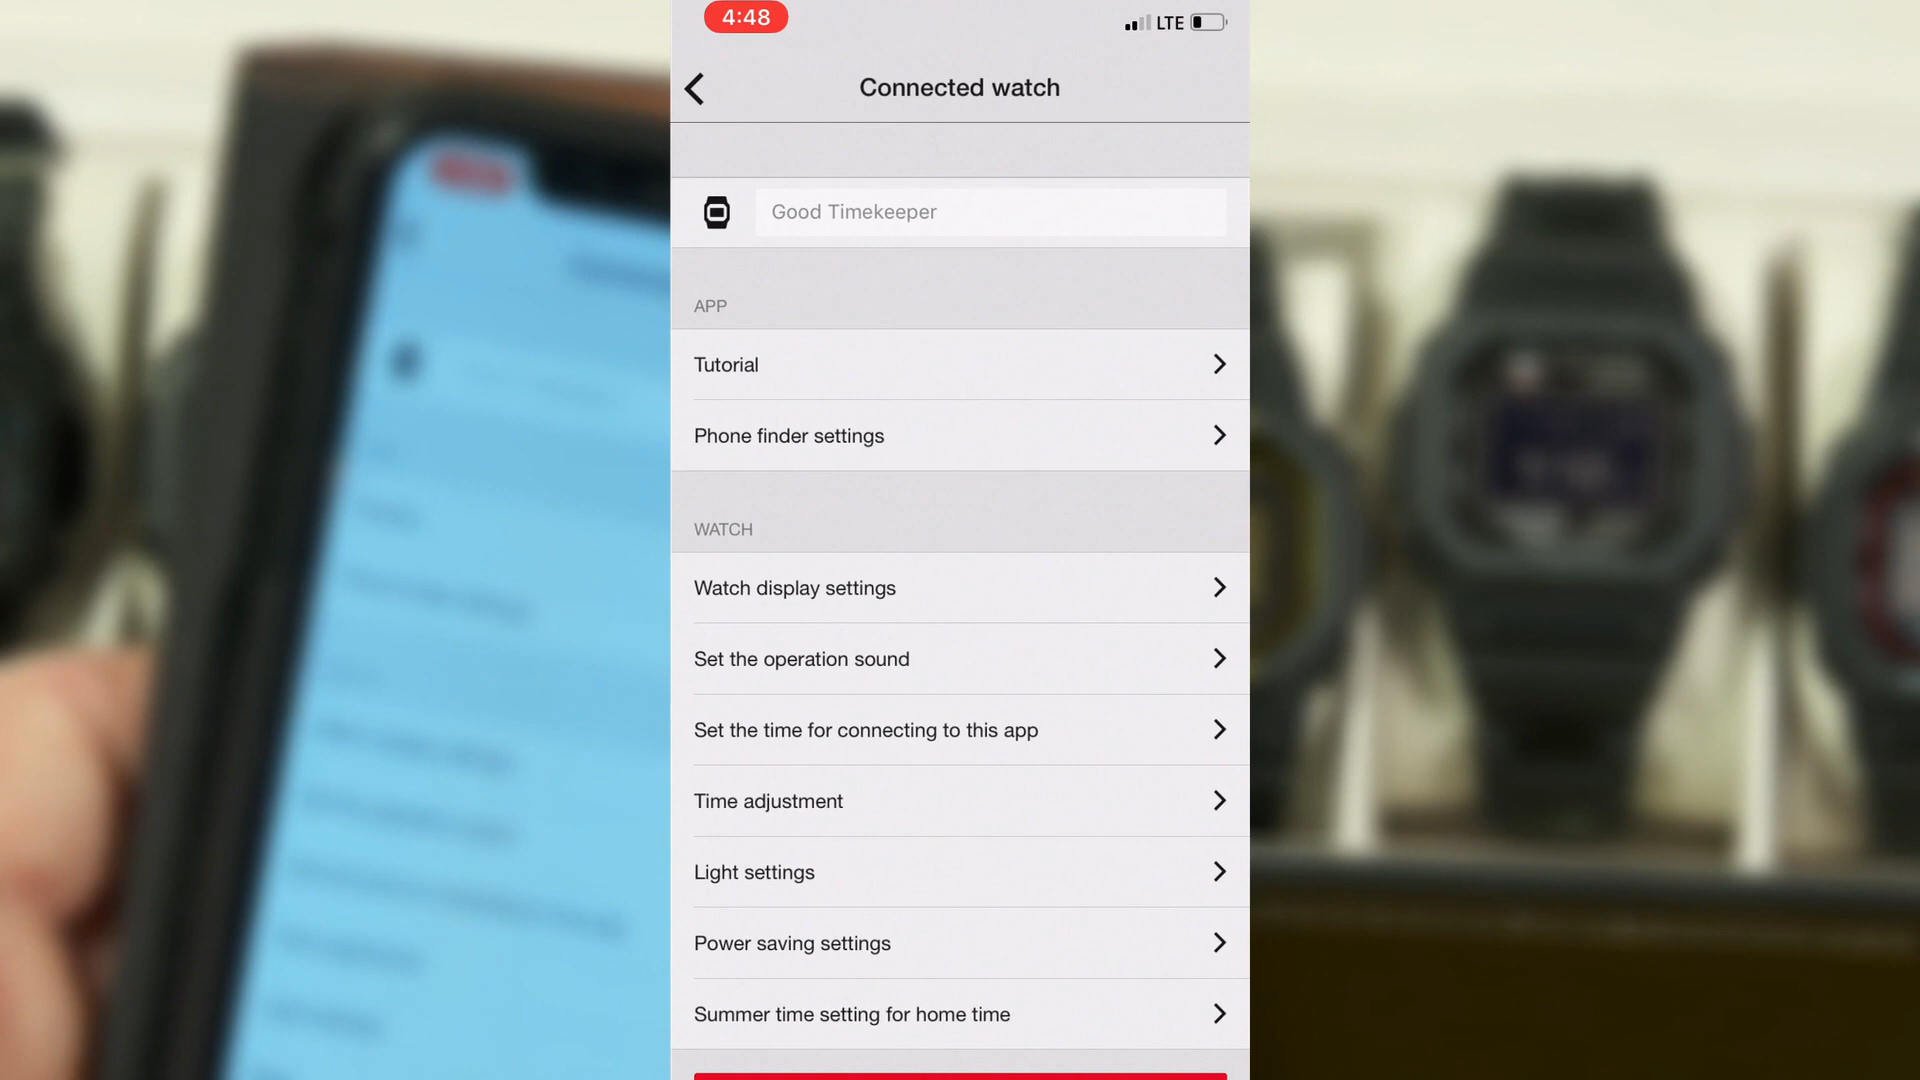 4:48
LTE
Connected watch
Good Timekeeper
APP
Tutorial
Phone finder settings
WATCH
Watch display settings
Set the operation sound
Set the time for connecting to this app
Time adjustment
Light settings
Power saving settings
Summer time setting for home time